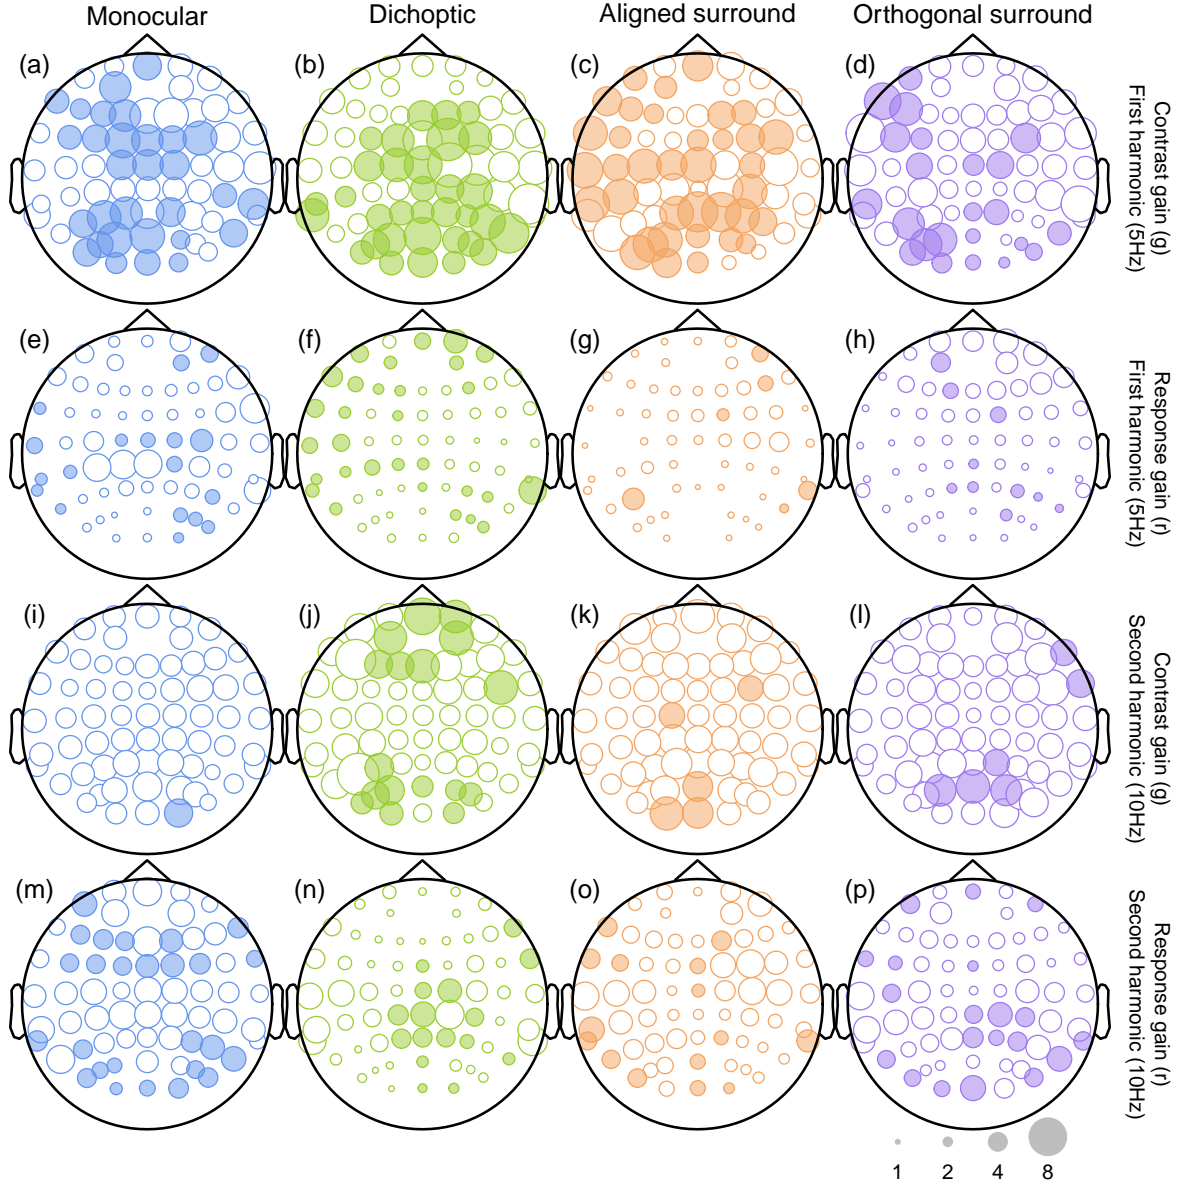 Monocular Dichoptic Aligned surround Orthogonal surround
(a) (b) (c) (d)
Contrast gain (g)
First harmonic (5Hz)
(e) (f) (g) (h)
Response gain (r)
First harmonic (5Hz)
(i) (j) (k) (l)
Contrast gain (g)
Second harmonic (10Hz)
(m) (n) (o) (p)
Response gain (r)
Second harmonic (10Hz)
1 2 4 8